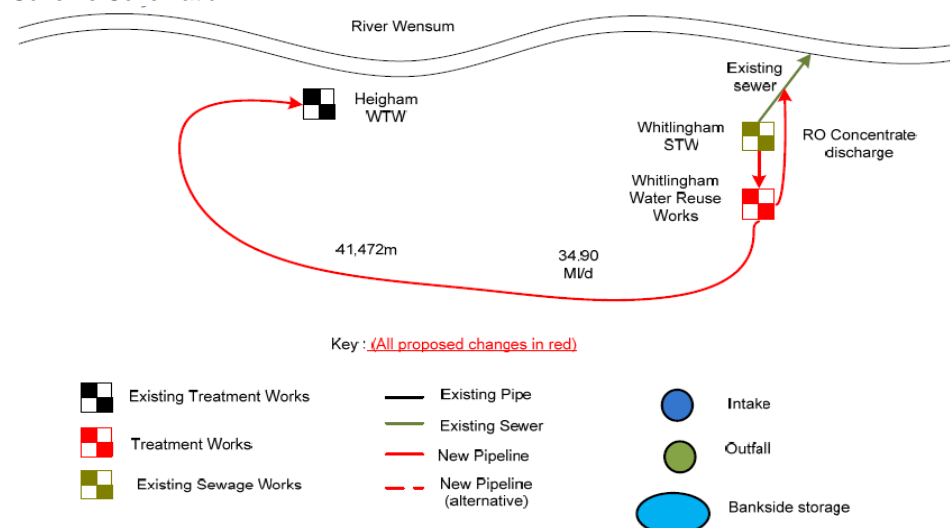 River Wensum
Existing
sewer
Heigham
WTW
Whitlingham
STW
RO Concentrate
discharge
Whitlingham
Water Reuse
Works
41,472m
34.90
Ml/d
Key : (All proposed changes in red)
Existing Treatment Works
Existing Pipe
Intake
Existing Sewer
Treatment Works
New Pipeline
Outfall
Existing Sewage Works
New Pipeline
(alternative)
Bankside storage